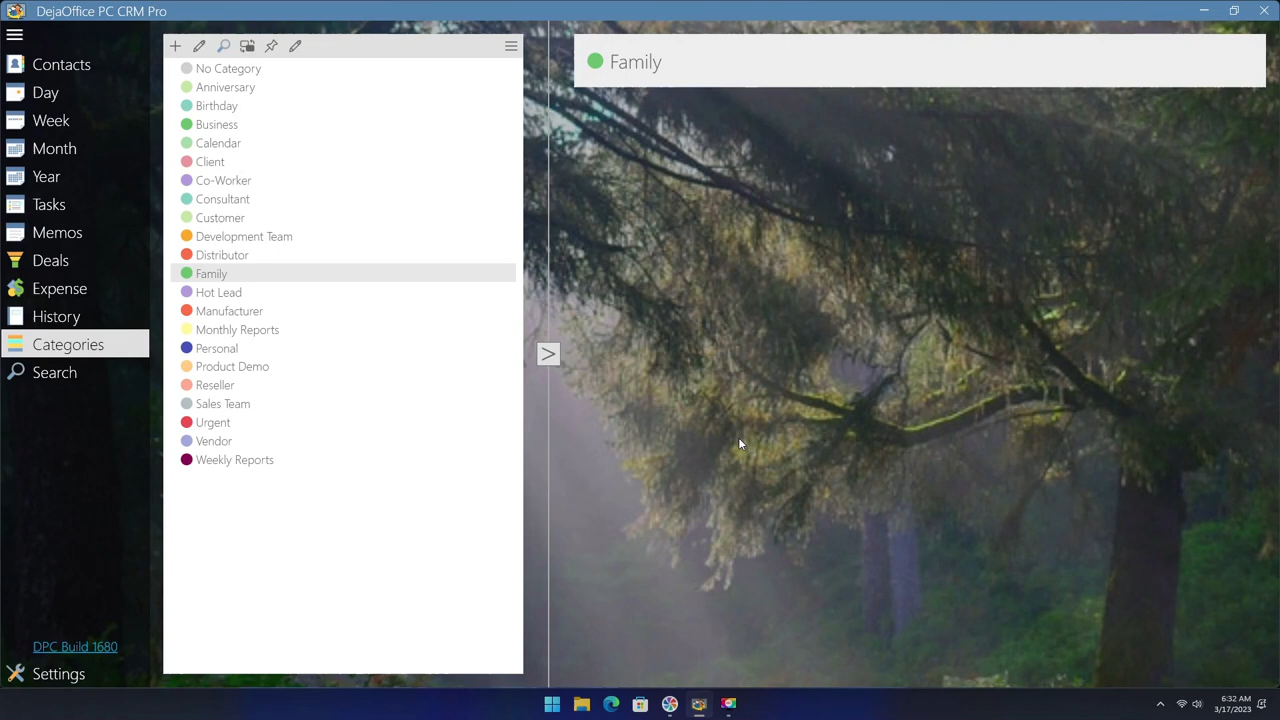 DejaOffice PC CRM Pro
Contacts
Day
Week
Month
Year
Tasks
Memos
Deals
Expense
History
Categories
Search
DPC Build 1680
Settings
No Category
Anniversary
Birthday
Business
Calendar
Client
Co-Worker
Consultant
Customer
Development Team
Distributor
Family
Hot Lead
Manufacturer
Monthly Reports
Personal
Product Demo
Reseller
Sales Team
Urgent
Vendor
Weekly Reports
>
Family
6:32 AM
3/17/2023